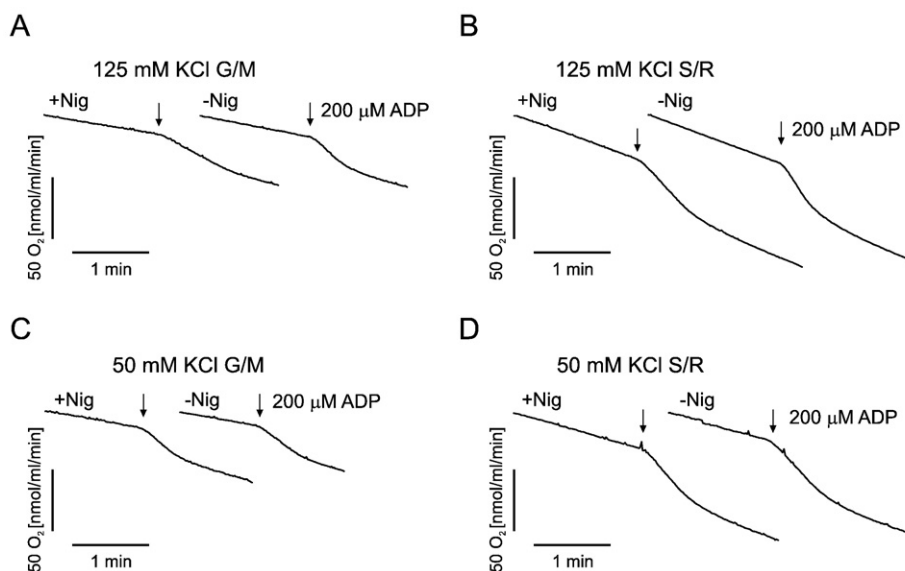 A
125 mM KCl G/M
+Nig
-Nig
200 μM ADP
50 O₂ [nmol/ml/min]
1 min
B
125 mM KCl S/R
+Nig
-Nig
200 μM ADP
50 O₂ [nmol/ml/min]
1 min
C
50 mM KCl G/M
+Nig
-Nig
200 μM ADP
50 O₂ [nmol/ml/min]
1 min
D
50 mM KCl S/R
+Nig
-Nig
200 μM ADP
50 O₂ [nmol/ml/min]
1 min